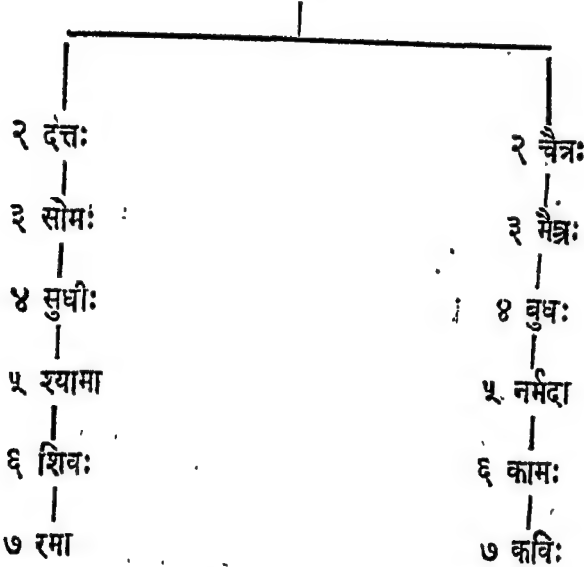 २ दत्तः
२ चैत्रः
३ सोमः
३ मैत्रः
४ सुधीः
४ बुधः
५ श्यामा
५ नर्मदा
६ शिवः
६ कामः
७ रमा
७ कविः